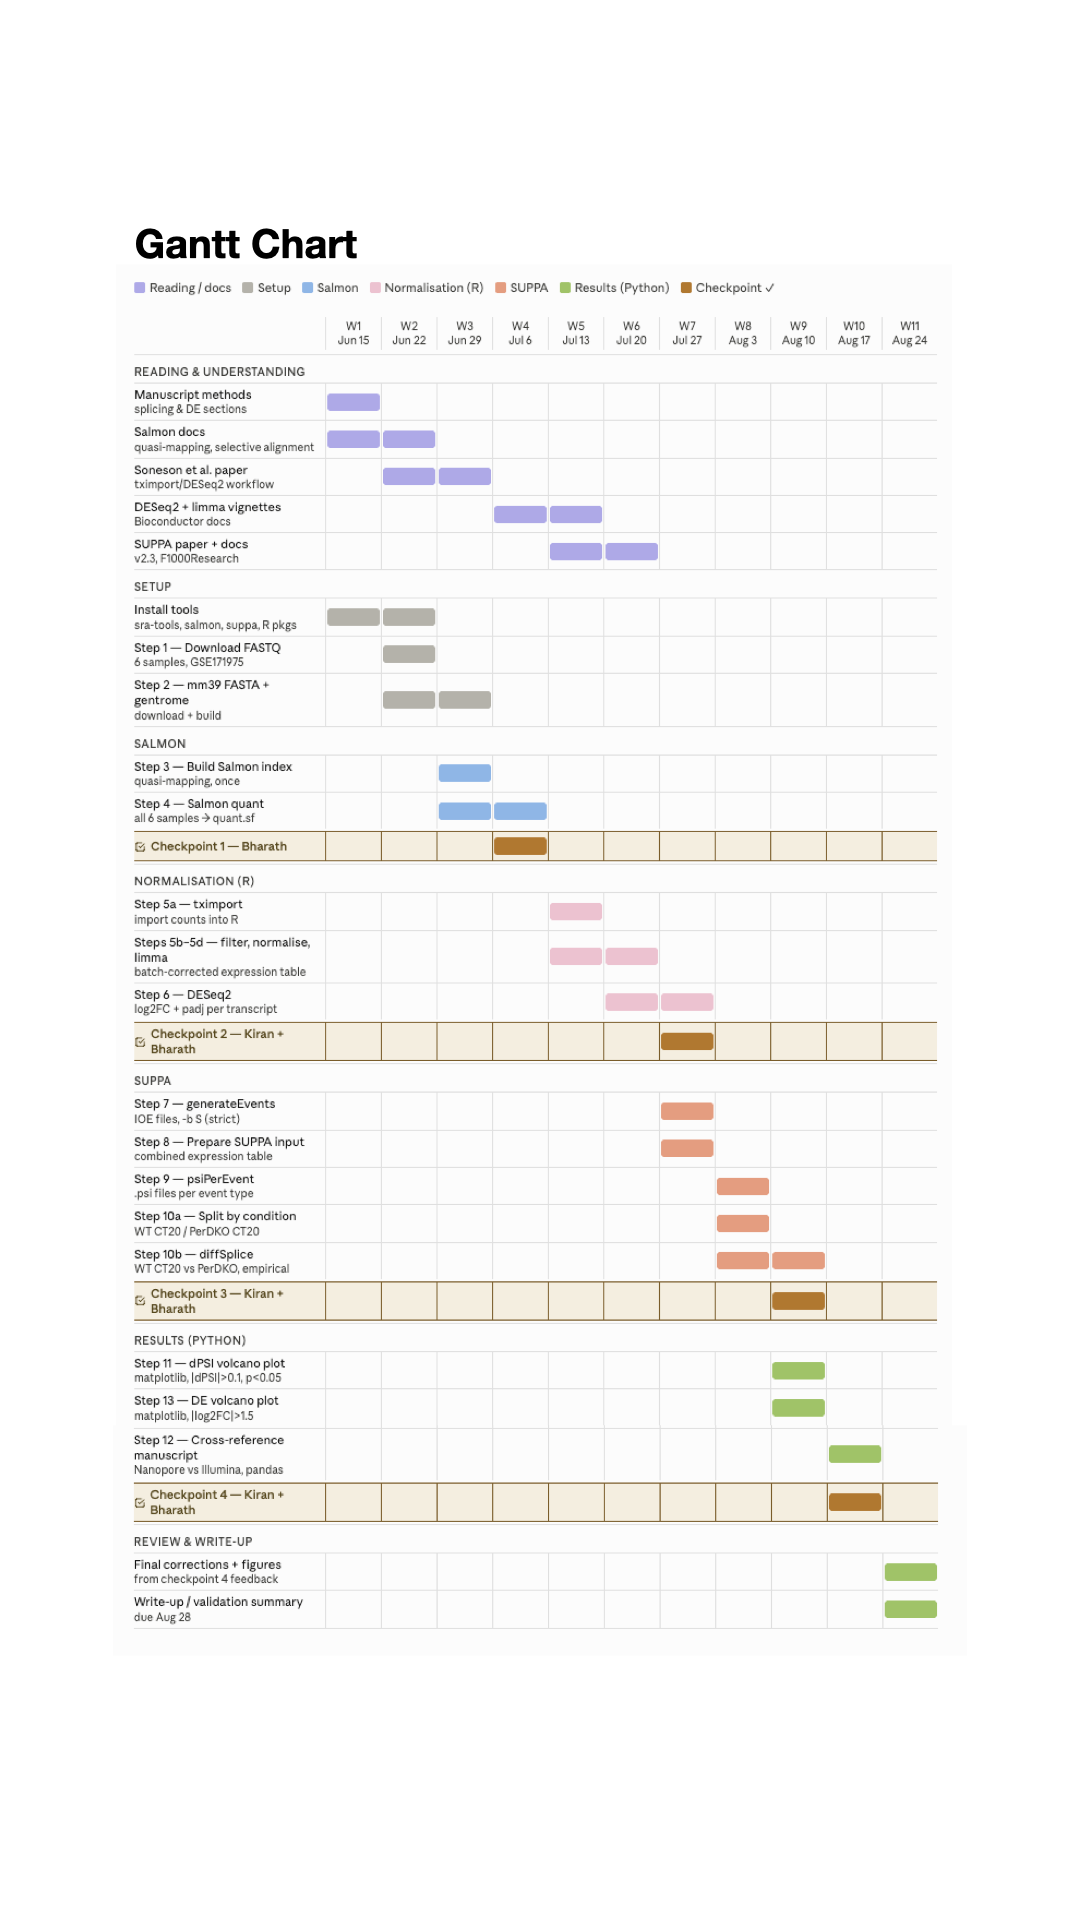 Gantt Chart
Reading / docs Setup Salmon Normalisation (R) SUPPA Results (Python) Checkpoint ✓
W1 W2 W3 W4 W5 W6 W7 W8 W9 W10 W11
Jun 15 Jun 22 Jun 29 Jul 6 Jul 13 Jul 20 Jul 27 Aug 3 Aug 10 Aug 17 Aug 24
READING & UNDERSTANDING
Manuscript methods
splicing & DE sections
Salmon docs
quasi-mapping, selective alignment
Soneson et al. paper
tximport/DESeq2 workflow
DESeq2 + limma vignettes
Bioconductor docs
SUPPA paper + docs
v2.3, F1000Research
SETUP
Install tools
sra-tools, salmon, suppa, R pkgs
Step 1 — Download FASTQ
6 samples, GSE171975
Step 2 — mm39 FASTA +
gentrome
download + build
SALMON
Step 3 — Build Salmon index
quasi-mapping, once
Step 4 — Salmon quant
all 6 samples → quant.sf
Checkpoint 1 — Bharath
NORMALISATION (R)
Step 5a — tximport
import counts into R
Steps 5b–5d — filter, normalise,
limma
batch-corrected expression table
Step 6 — DESeq2
log2FC + padj per transcript
Checkpoint 2 — Kiran +
Bharath
SUPPA
Step 7 — generateEvents
IOE files, -b S (strict)
Step 8 — Prepare SUPPA input
combined expression table
Step 9 — psiPerEvent
.psi files per event type
Step 10a — Split by condition
WT CT20 / PerDKO CT20
Step 10b — diffSplice
WT CT20 vs PerDKO, empirical
Checkpoint 3 — Kiran +
Bharath
RESULTS (PYTHON)
Step 11 — dPSI volcano plot
matplotlib, |dPSI|>0.1, p<0.05
Step 13 — DE volcano plot
matplotlib, |log2FC|>1.5
Step 12 — Cross-reference
manuscript
Nanopore vs Illumina, pandas
Checkpoint 4 — Kiran +
Bharath
REVIEW & WRITE-UP
Final corrections + figures
from checkpoint 4 feedback
Write-up / validation summary
due Aug 28